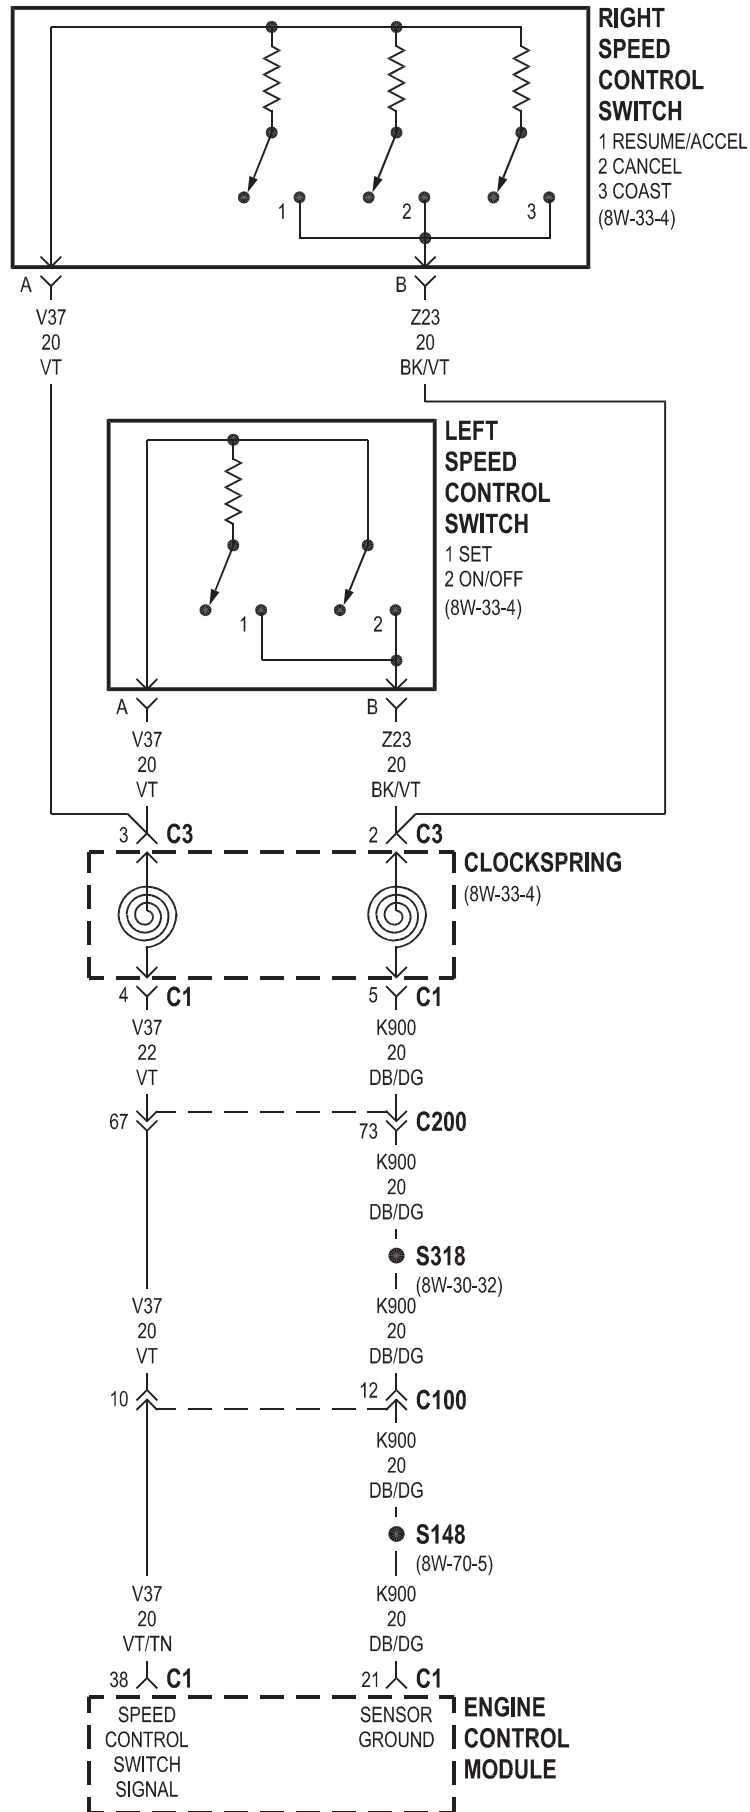 RIGHT
SPEED
CONTROL
SWITCH
1 RESUME/ACCEL
2 CANCEL
3 COAST
(8W-33-4)
1
2
3
A
B
V37
20
VT
Z23
20
BK/VT
LEFT
SPEED
CONTROL
SWITCH
1 SET
2 ON/OFF
(8W-33-4)
1
2
A
B
V37
20
VT
Z23
20
BK/VT
3 C3
2 C3
CLOCKSPRING
(8W-33-4)
4 C1
5 C1
V37
22
VT
K900
20
DB/DG
67
73
C200
K900
20
DB/DG
S318
(8W-30-32)
V37
20
VT
K900
20
DB/DG
10
12
C100
K900
20
DB/DG
S148
(8W-70-5)
V37
20
VT/TN
K900
20
DB/DG
38 C1
21 C1
SPEED
CONTROL
SWITCH
SIGNAL
SENSOR
GROUND
ENGINE
CONTROL
MODULE